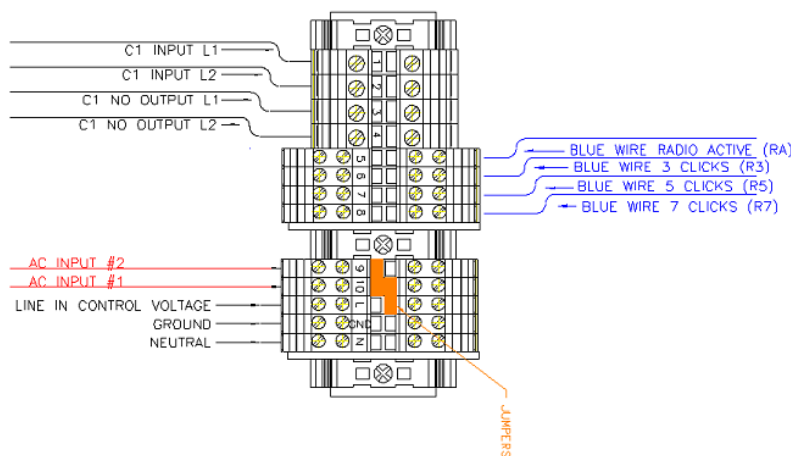 C1 INPUT L1
C1 INPUT L2
C1 NO OUTPUT L1
C1 NO OUTPUT L2
1
2
3
4
5
6
7
8
BLUE WIRE RADIO ACTIVE (RA)
BLUE WIRE 3 CLICKS (R3)
BLUE WIRE 5 CLICKS (R5)
BLUE WIRE 7 CLICKS (R7)
AC INPUT #2
AC INPUT #1
LINE IN CONTROL VOLTAGE
GROUND
NEUTRAL
9
10
L
GND
N
JUMPERS